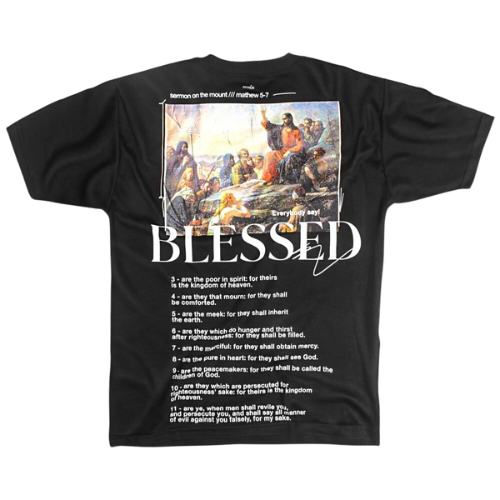 sermon on the mount /// mathew 5-7
Everybody say!
BLESSED
3 - are the poor in spirit: for theirs
is the kingdom of heaven.
4 - are they that mourn: for they shall
be comforted.
5 - are the meek: for they shall inherit
the earth.
6 - are they which do hunger and thirst
after righteousness: for they shall be filled.
7 - are the merciful: for they shall obtain mercy.
8 - are the pure in heart: for they shall see God.
9 - are the peacemakers: for they shall be called the
children of God.
10 - are they which are persecuted for
righteousness' sake: for theirs is the kingdom
of heaven.
11 - are ye, when men shall revile you,
and persecute you, and shall say all manner
of evil against you falsely, for my sake.